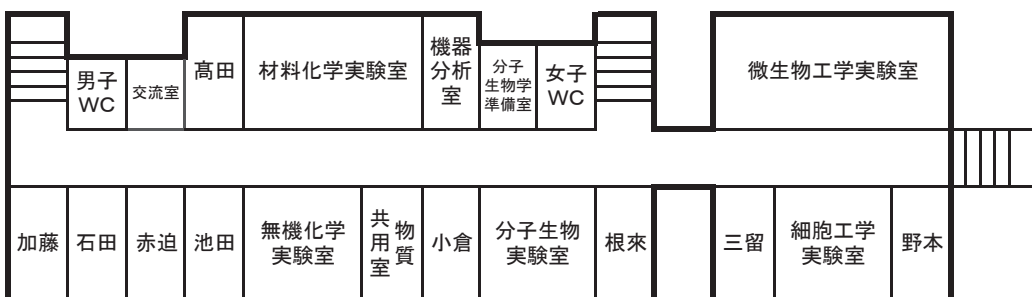 男子
WC
交流室
髙田
材料化学実験室
機器
分析
室
分子
生物学
準備室
女子
WC
微生物工学実験室
加藤
石田
赤迫
池田
無機化学
実験室
物質
共用室
小倉
分子生物
実験室
根來
三留
細胞工学
実験室
野本